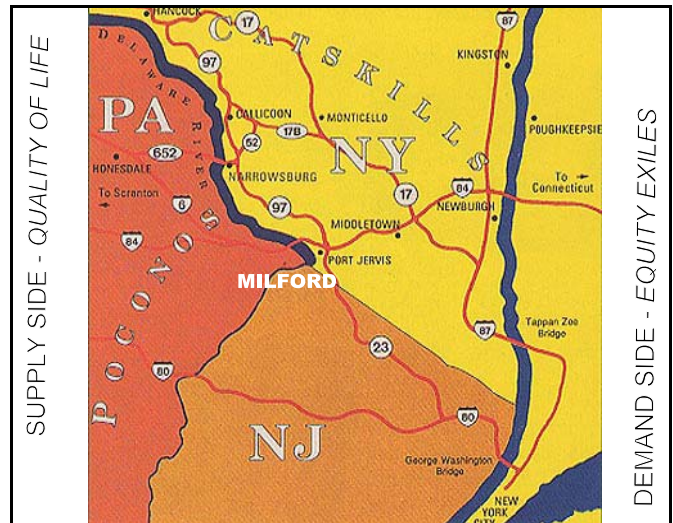 SUPPLY SIDE - QUALITY OF LIFE
HANCOCK
17
87
CATSKILLS
KINGSTON
DELAWARE RIVER
97
PA
CALLICOON
MONTICELLO
POUGHKEEPSIE
17B
52
NY
652
HONESDALE
NARROWSBURG
To
Connecticut
To Scranton
6
84
17
97
NEWBURGH
MIDDLETOWN
84
PORT JERVIS
POCONOS
MILFORD
Tappan Zee
Bridge
87
23
80
80
NJ
George Washington
Bridge
NEW
YORK
CITY
DEMAND SIDE - EQUITY EXILES